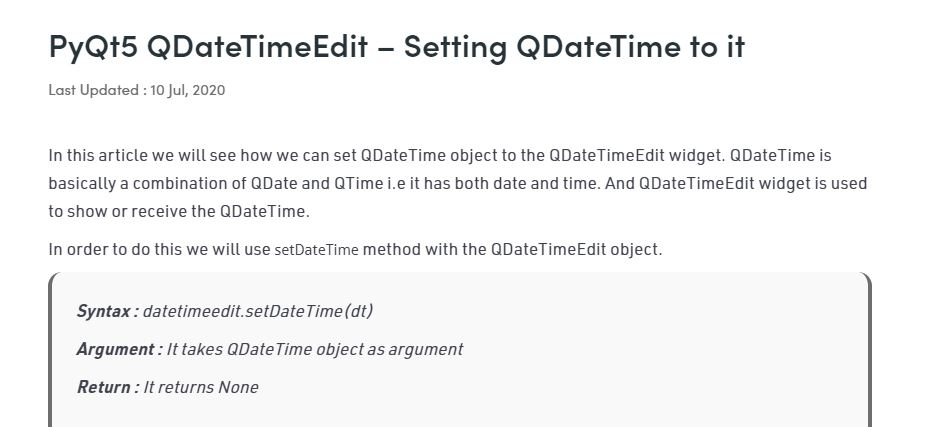 PyQt5 QDateTimeEdit – Setting QDateTime to it
Last Updated : 10 Jul, 2020
In this article we will see how we can set QDateTime object to the QDateTimeEdit widget. QDateTime is
basically a combination of QDate and QTime i.e it has both date and time. And QDateTimeEdit widget is used
to show or receive the QDateTime.
In order to do this we will use setDateTime method with the QDateTimeEdit object.
Syntax : datetimeedit.setDateTime(dt)
Argument : It takes QDateTime object as argument
Return : It returns None